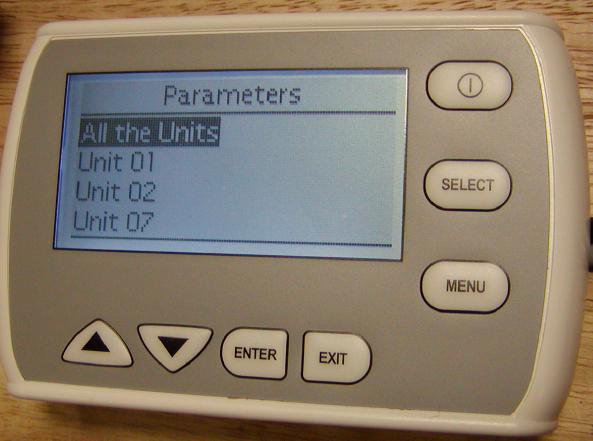 Parameters
All the Units
Unit 01
Unit 02
Unit 07
SELECT
MENU
ENTER
EXIT